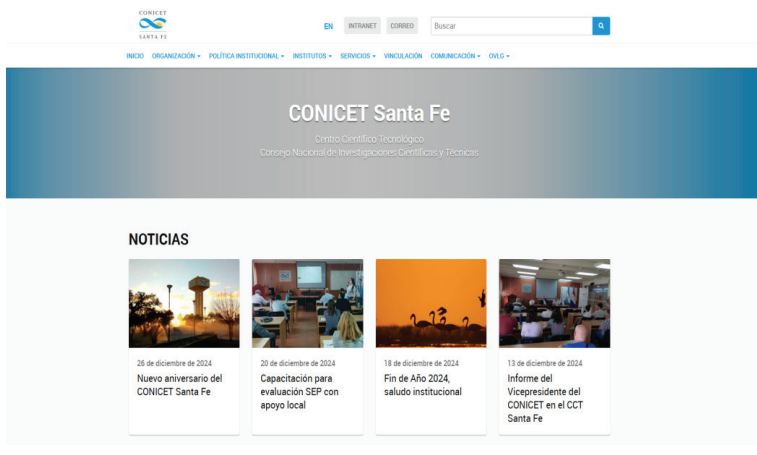 CONICET
SANTA FE
EN INTRANET CORREO Buscar
INICIO ORGANIZACIÓN POLÍTICA INSTITUCIONAL INSTITUTOS SERVICIOS VINCULACIÓN COMUNICACIÓN OVLG
CONICET Santa Fe
Centro Científico Tecnológico
Consejo Nacional de Investigaciones Científicas y Técnicas
NOTICIAS
26 de diciembre de 2024
Nuevo aniversario del
CONICET Santa Fe
20 de diciembre de 2024
Capacitación para
evaluación SEP con
apoyo local
18 de diciembre de 2024
Fin de Año 2024,
saludo institucional
13 de diciembre de 2024
Informe del
Vicepresidente del
CONICET en el CCT
Santa Fe